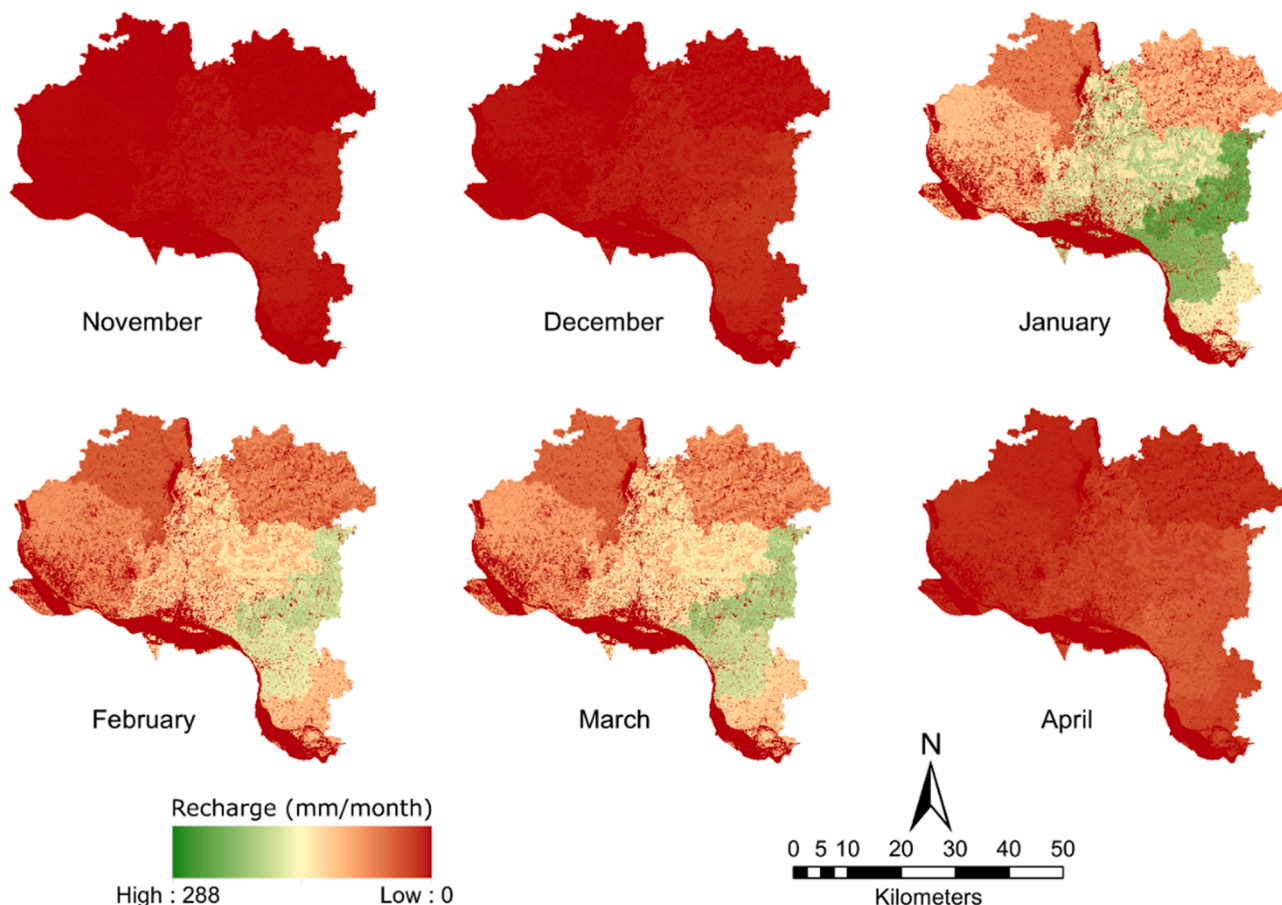 November
December
January
February
March
April
Recharge (mm/month)
High : 288
Low : 0
N
0 5 10 20 30 40 50
Kilometers